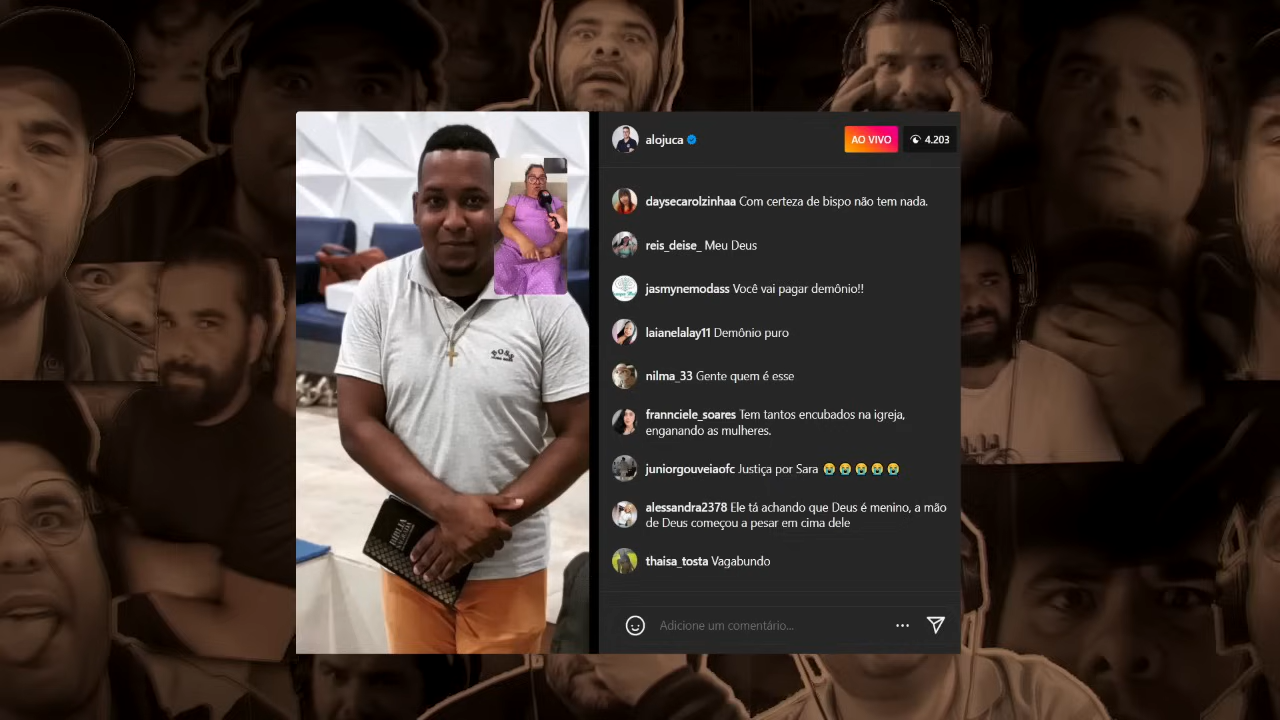 alojuca
AO VIVO
4.203
daysecarolzinhaa Com certeza de bispo não tem nada.
reis_deise_ Meu Deus
jasmynemodass Você vai pagar demônio!!
laianelalay11 Demônio puro
nilma_33 Gente quem é esse
frannciele_soares Tem tantos encubados na igreja,
enganando as mulheres.
juniorgouveiaofc Justiça por Sara 😭 😭 😭 😭 😭
alessandra2378 Ele tá achando que Deus é menino, a mão
de Deus começou a pesar em cima dele
thaisa_tosta Vagabundo
Adicione um comentário...
BÍBLIA